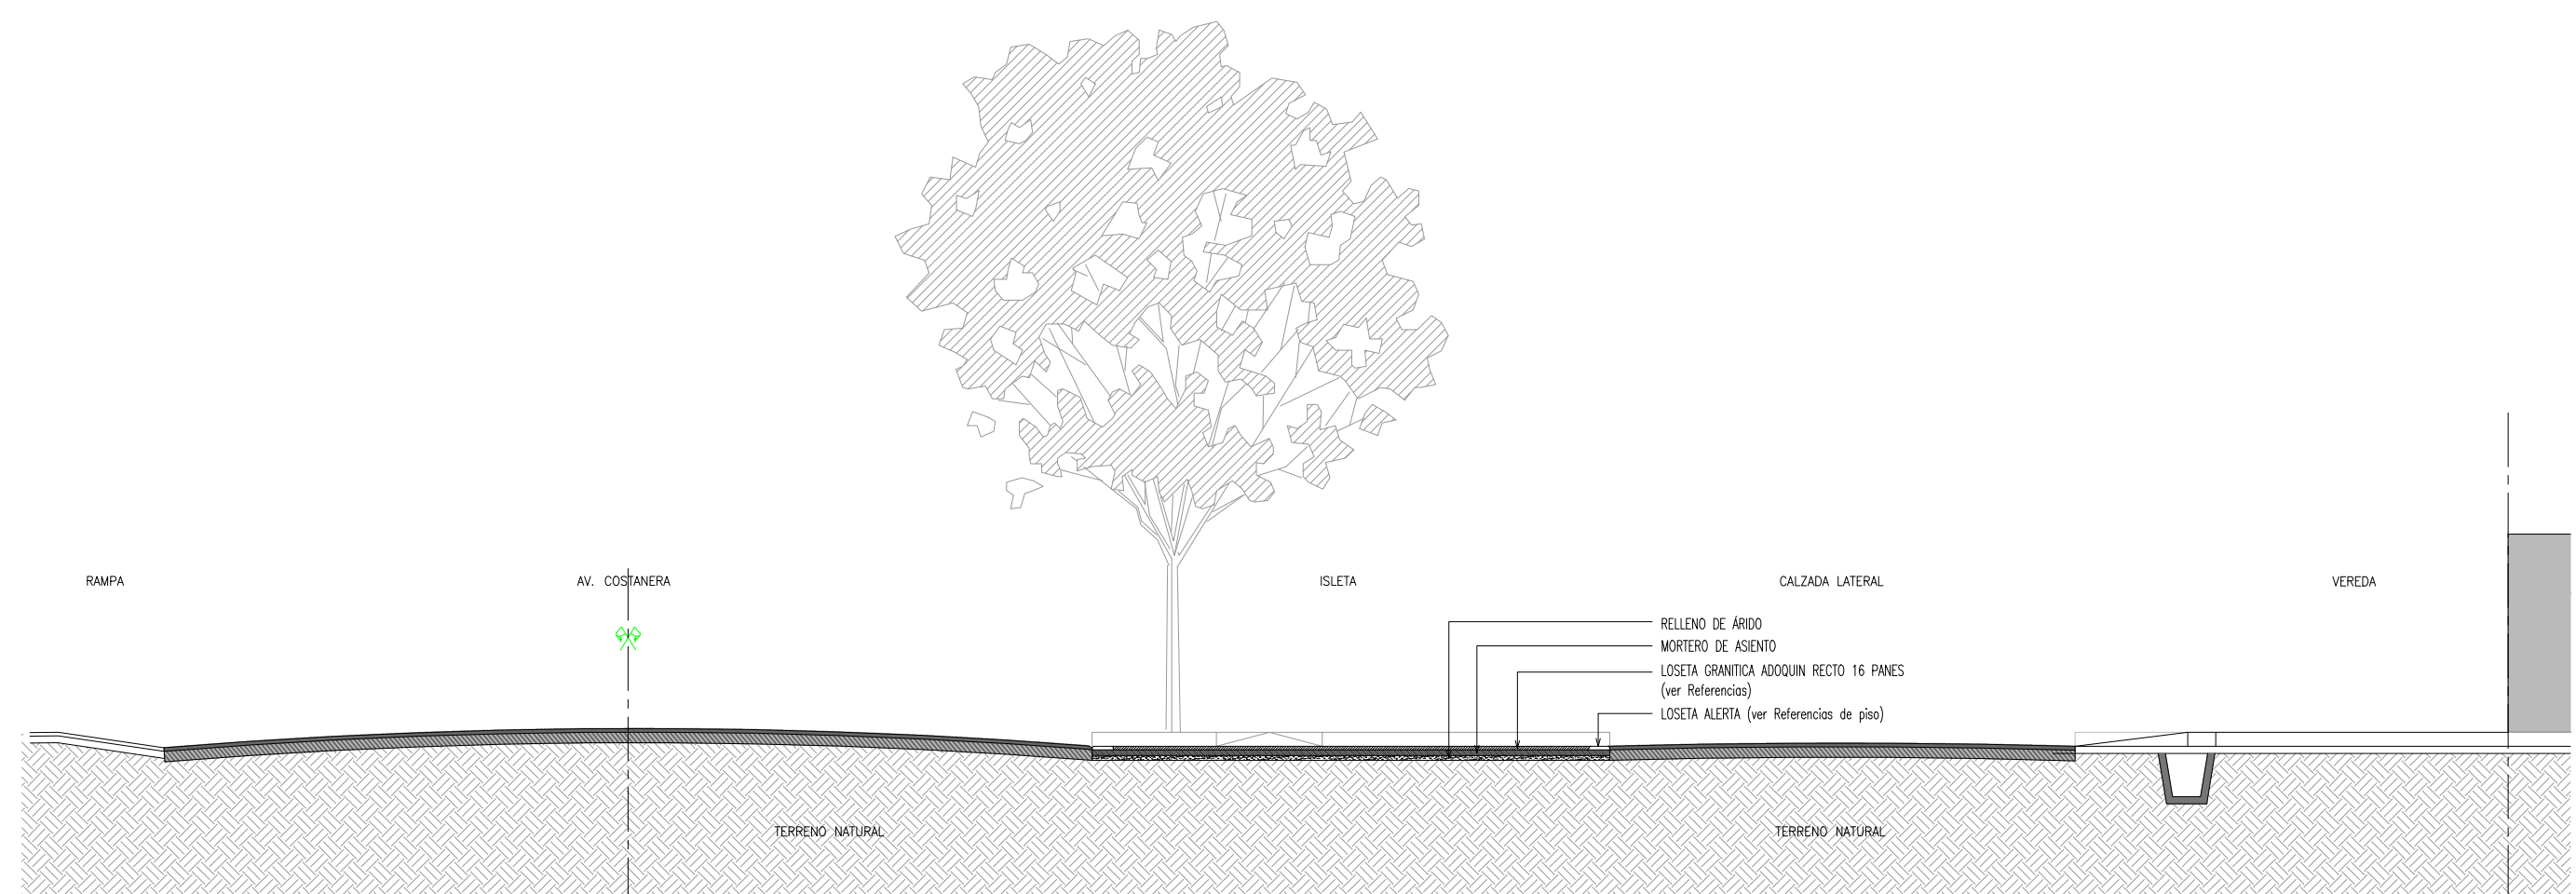 RAMPA
AV. COSTANERA
ISLETA
CALZADA LATERAL
VEREDA
RELLENO DE ÁRIDO
MORTERO DE ASIENTO
LOSETA GRANITICA ADOQUIN RECTO 16 PANES
(ver Referencias)
LOSETA ALERTA (ver Referencias de piso)
TERRENO NATURAL
TERRENO NATURAL